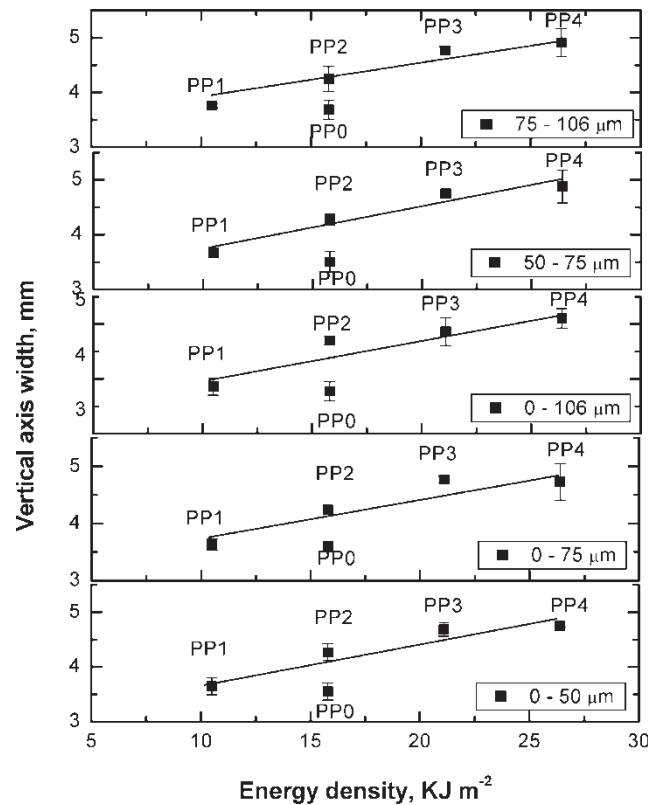 5
4
3
PP1
PP2
PP0
PP3
PP4
75 - 106 µm
5
4
3
PP1
PP2
PP0
PP3
PP4
50 - 75 µm
5
4
3
PP1
PP2
PP0
PP3
PP4
0 - 106 µm
5
4
3
PP1
PP2
PP0
PP3
PP4
0 - 75 µm
5
4
3
2
PP1
PP2
PP0
PP3
PP4
0 - 50 µm
5 10 15 20 25 30
Vertical axis width, mm
Energy density, KJ m-2